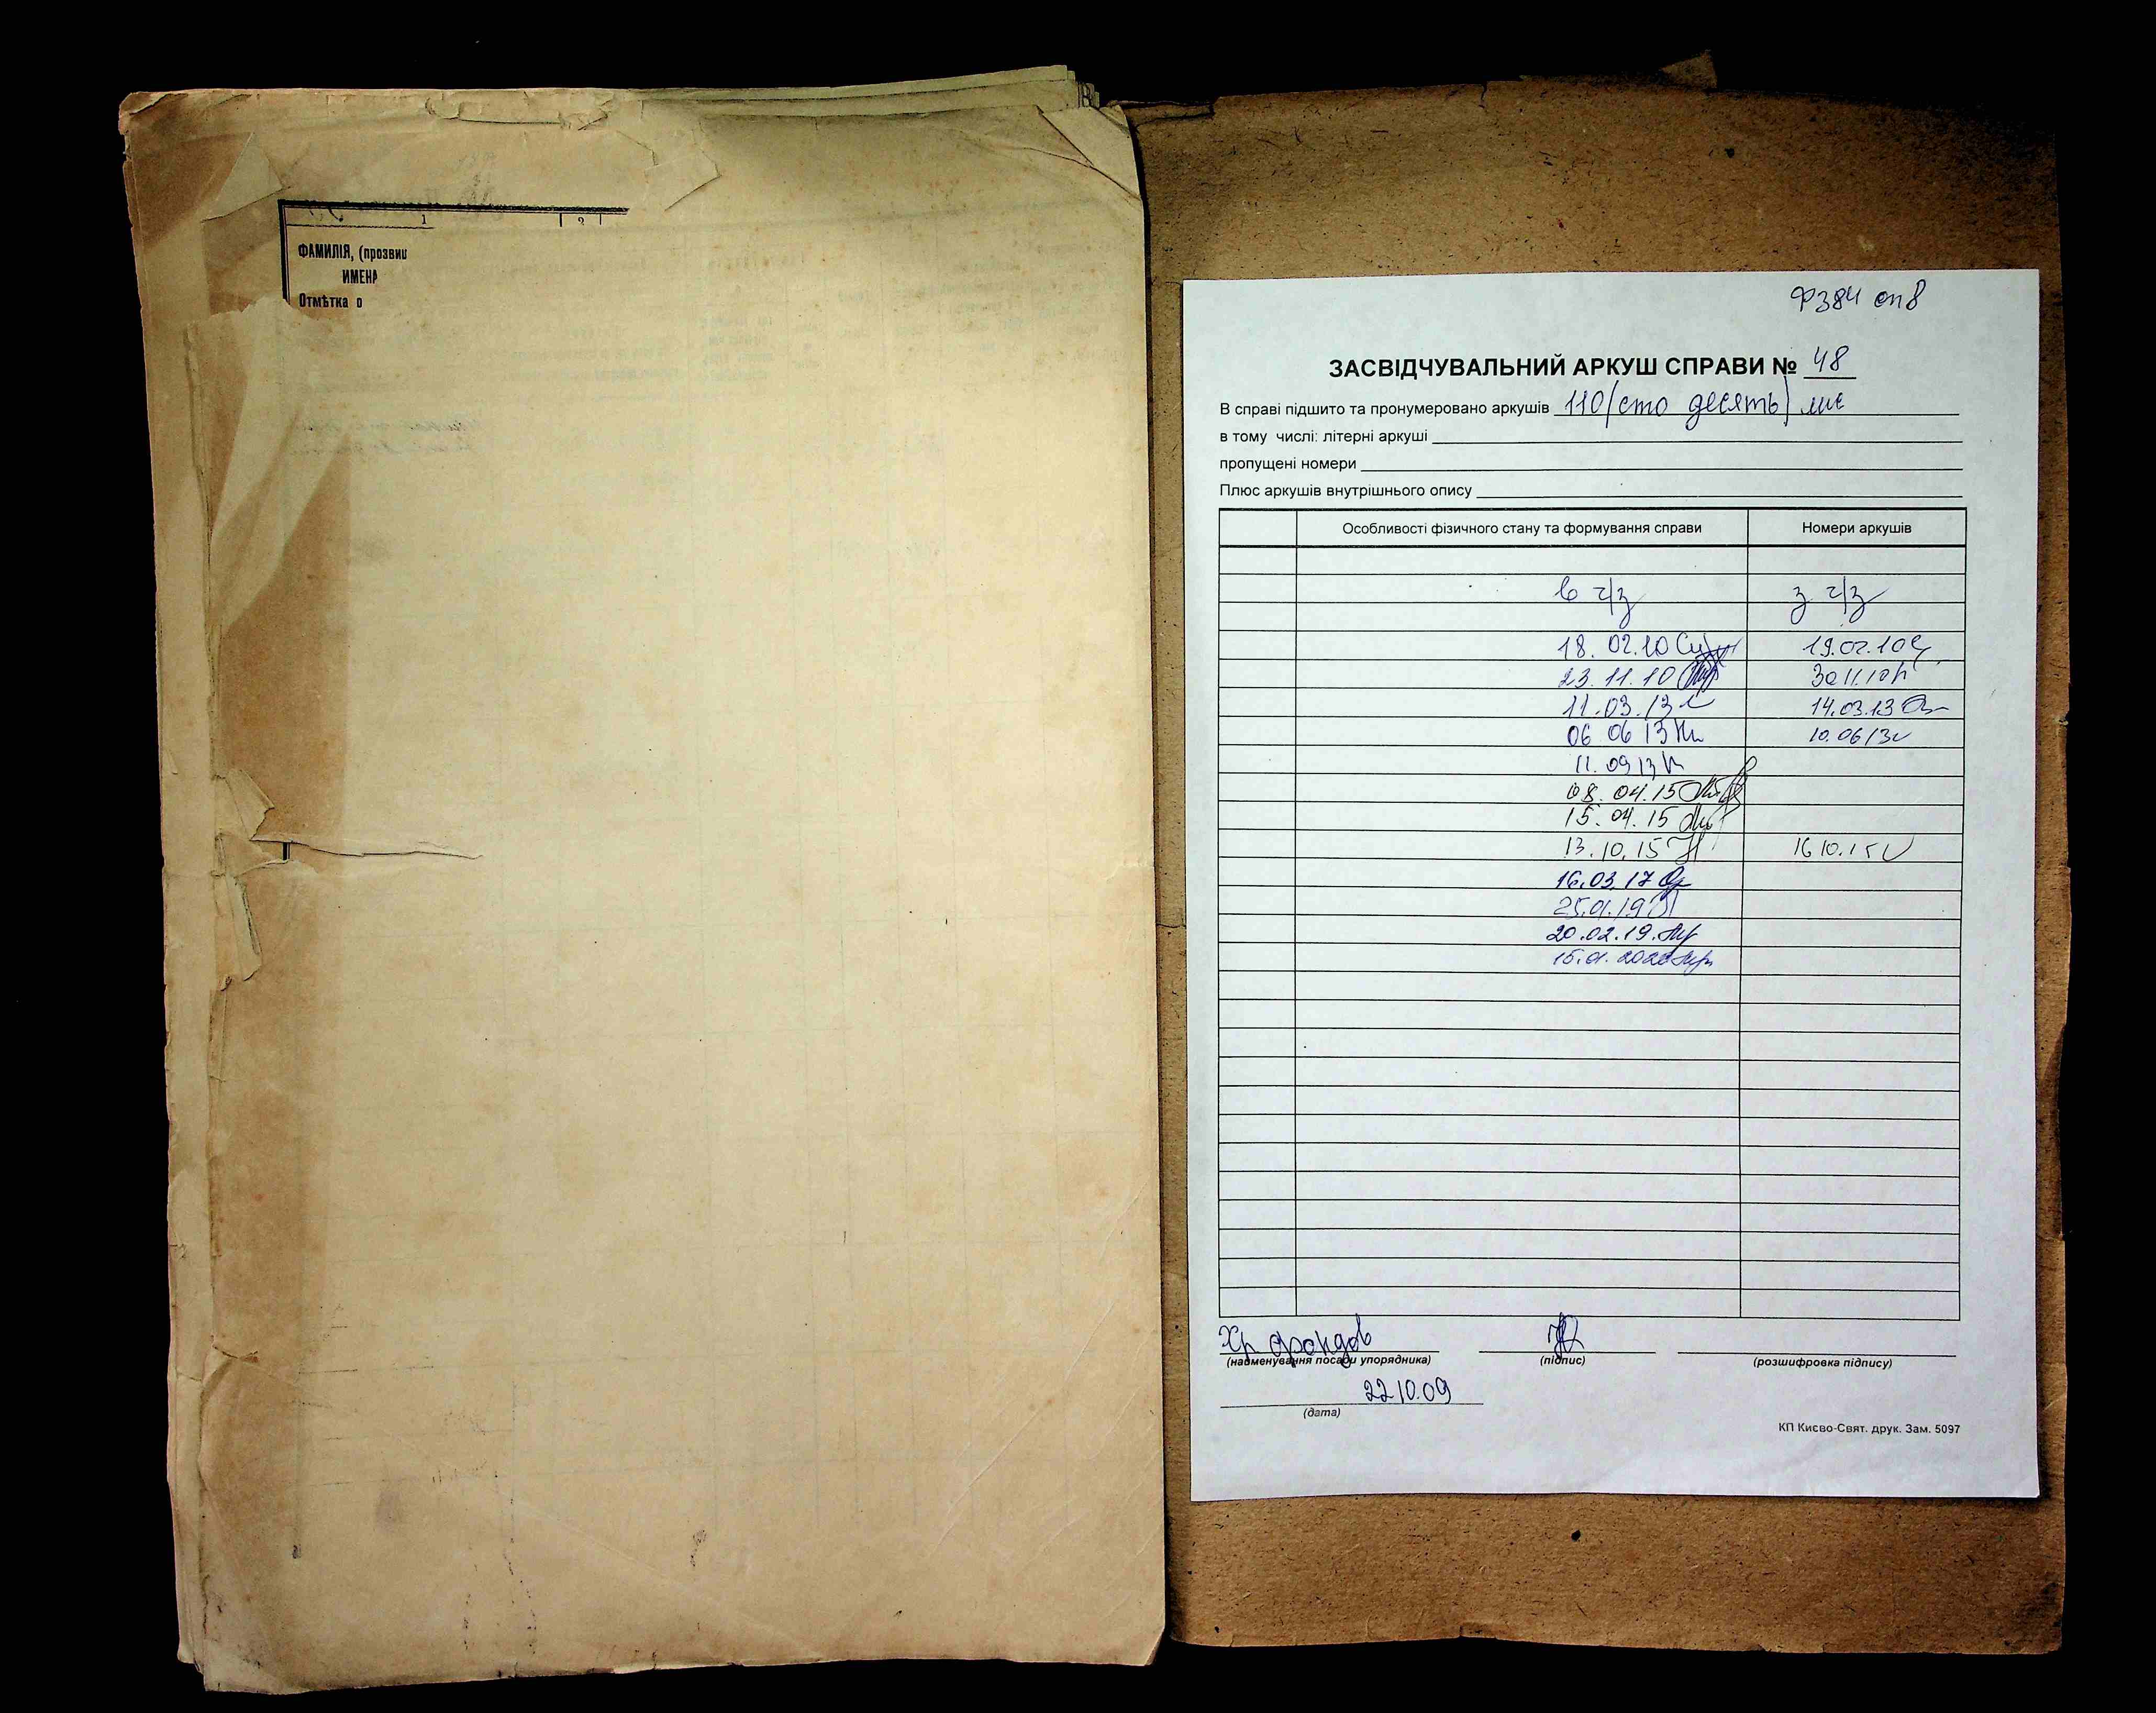 1 2
ФАМИЛІЯ, (прозвищ
ИМЕНА
Отмѣтка о
Ф384 оп8
ЗАСВІДЧУВАЛЬНИЙ АРКУШ СПРАВИ № 48
В справі підшито та пронумеровано аркушів 110 (сто десять)
в тому числі: літерні аркуші
пропущені номери
Плюс аркушів внутрішнього опису
Особливості фізичного стану та формування справи Номери аркушів
в ч/з з ч/з
18.02.10 19.02.10
23.11.10 30.11.10
11.03.13 14.03.13
06 06 13 10.06 13
11.09 13
08.04.15
15.04.15
13.10.15 16 10.15
16.03.17
25.01.19
20.02.19
15.01.2020
Хр фондов
(найменування посади упорядника) (підпис) (розшифровка підпису)
22 10.09
(дата)
КП Києво-Свят. друк. Зам. 5097